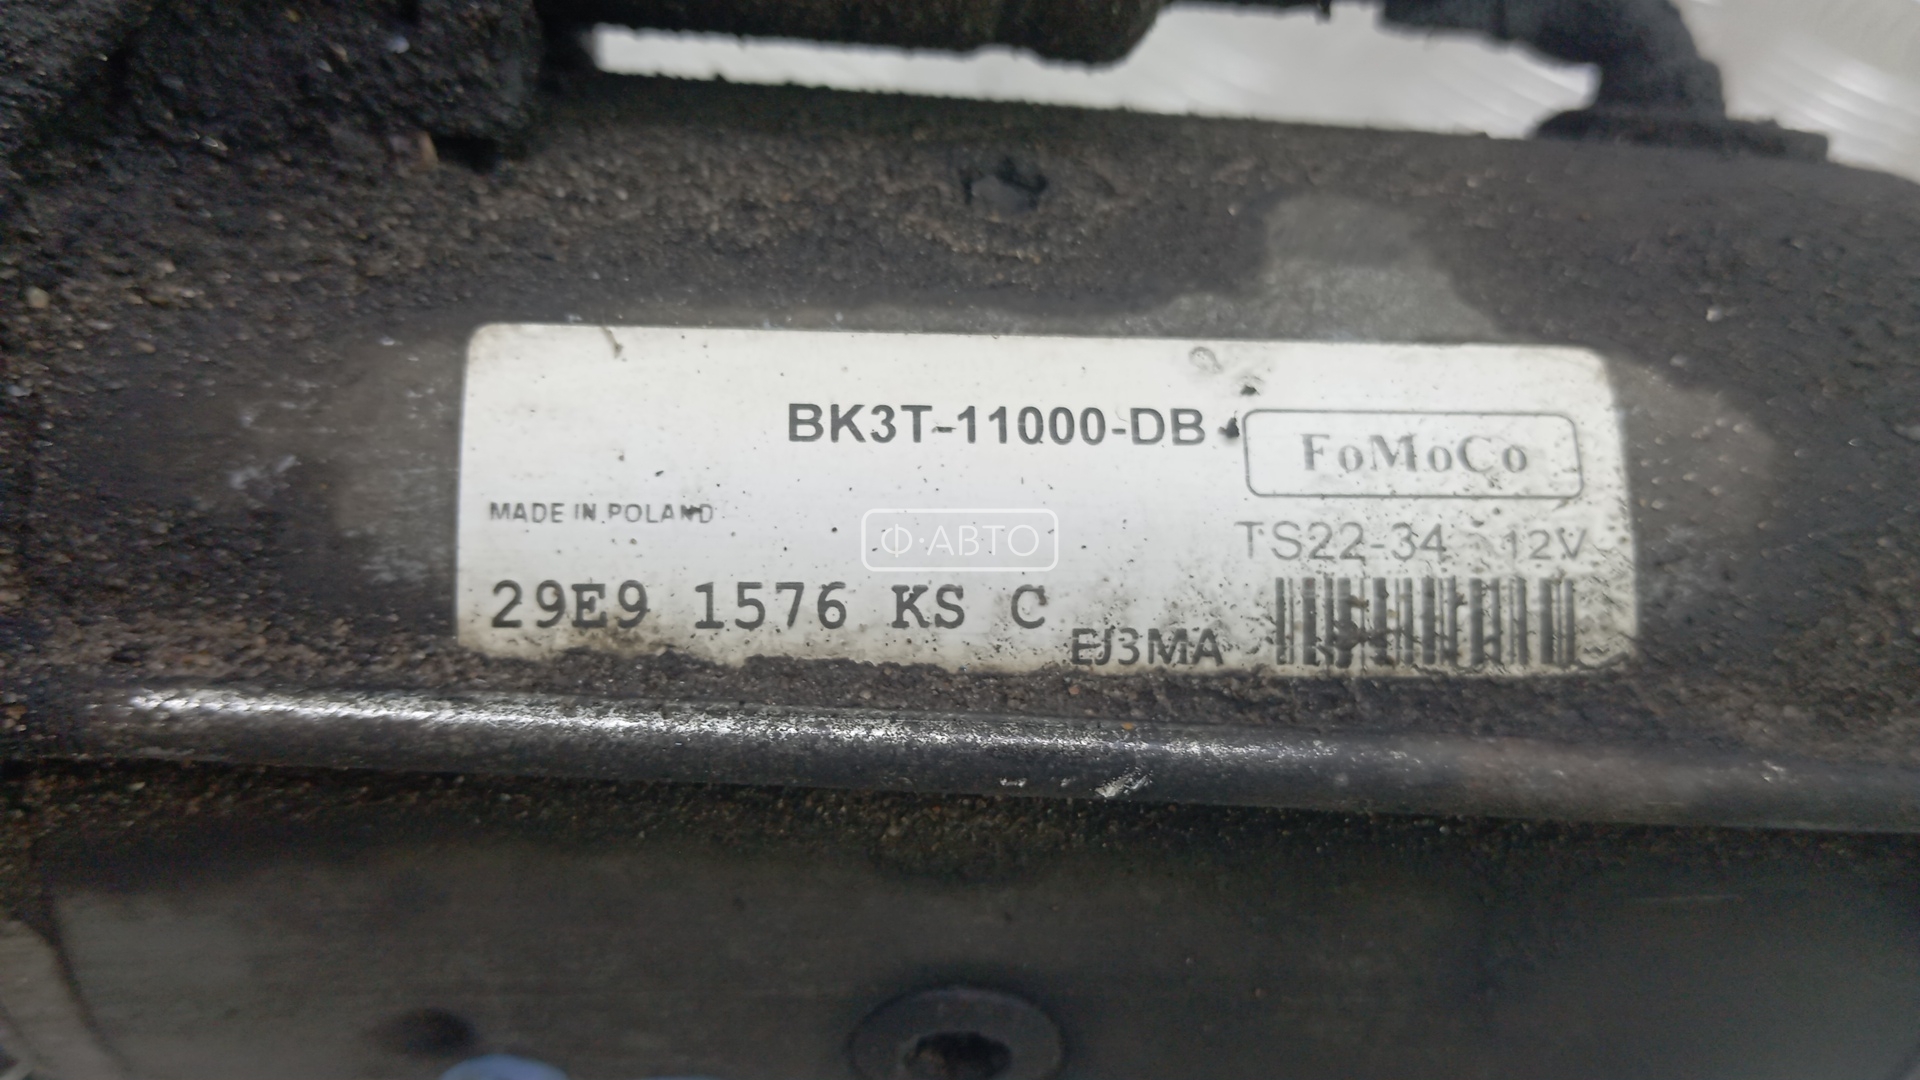 BK3T-11000-DB
FoMoCo
MADE IN POLAND
Ф·АВТО
TS22-34 12V
29E9 1576 KS C
EJ3MA